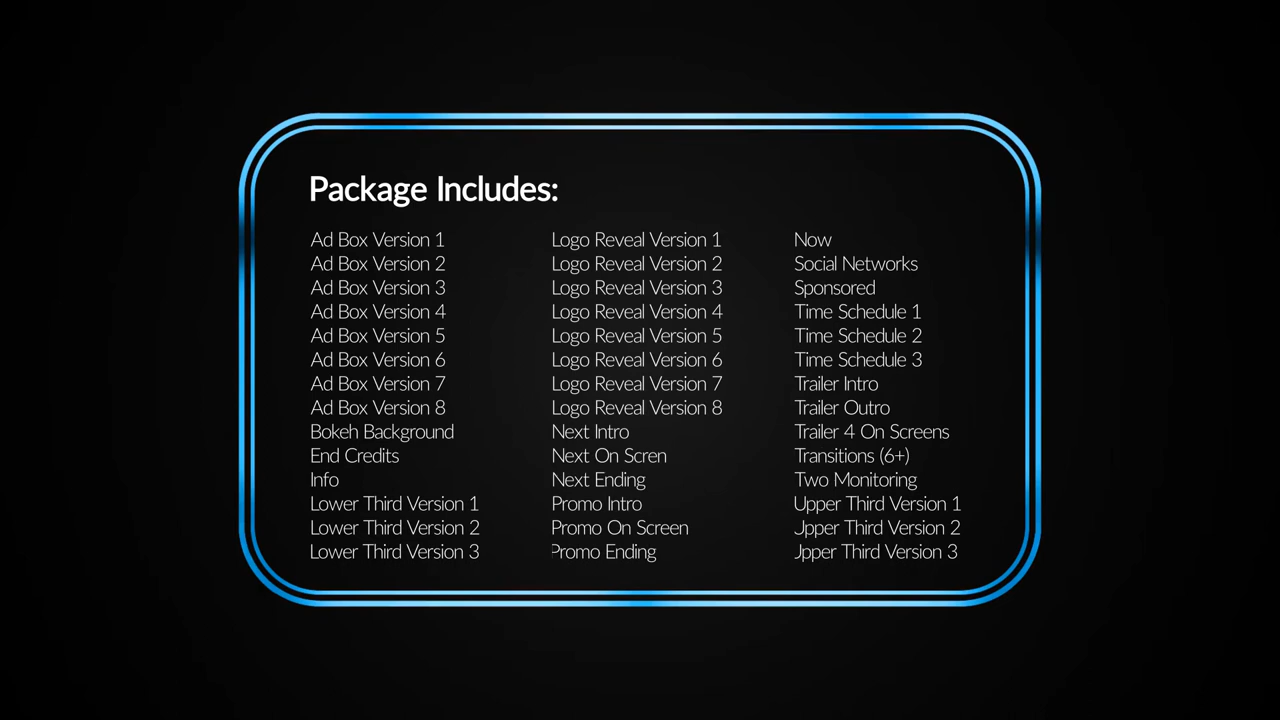 Package Includes:
Ad Box Version 1
Ad Box Version 2
Ad Box Version 3
Ad Box Version 4
Ad Box Version 5
Ad Box Version 6
Ad Box Version 7
Ad Box Version 8
Bokeh Background
End Credits
Info
Lower Third Version 1
Lower Third Version 2
Lower Third Version 3
Logo Reveal Version 1
Logo Reveal Version 2
Logo Reveal Version 3
Logo Reveal Version 4
Logo Reveal Version 5
Logo Reveal Version 6
Logo Reveal Version 7
Logo Reveal Version 8
Next Intro
Next On Scren
Next Ending
Promo Intro
Promo On Screen
Promo Ending
Now
Social Networks
Sponsored
Time Schedule 1
Time Schedule 2
Time Schedule 3
Trailer Intro
Trailer Outro
Trailer 4 On Screens
Transitions (6+)
Two Monitoring
Upper Third Version 1
Upper Third Version 2
Upper Third Version 3